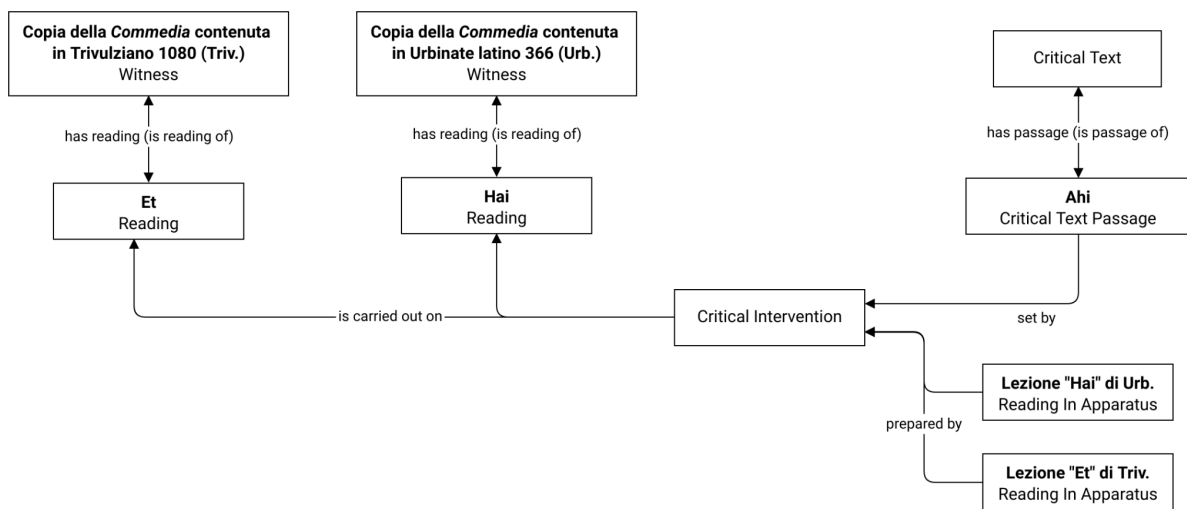 Copia della Commedia contenuta
in Trivulziano 1080 (Triv.)
Witness
Copia della Commedia contenuta
in Urbinate latino 366 (Urb.)
Witness
Critical Text
has reading (is reading of)
has reading (is reading of)
has passage (is passage of)
Et
Reading
Hai
Reading
Ahi
Critical Text Passage
is carried out on
Critical Intervention
set by
Lezione "Hai" di Urb.
Reading In Apparatus
prepared by
Lezione "Et" di Triv.
Reading In Apparatus